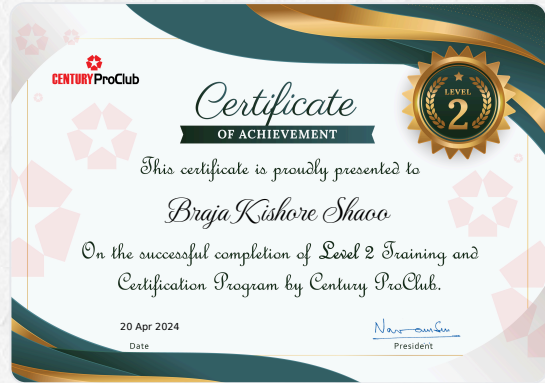 CENTURY ProClub
Certificate
OF ACHIEVEMENT
LEVEL
2
This certificate is proudly presented to
Braja Kishore Shaoo
On the successful completion of Level 2 Training and
Certification Program by Century ProClub.
20 Apr 2024
Date
President